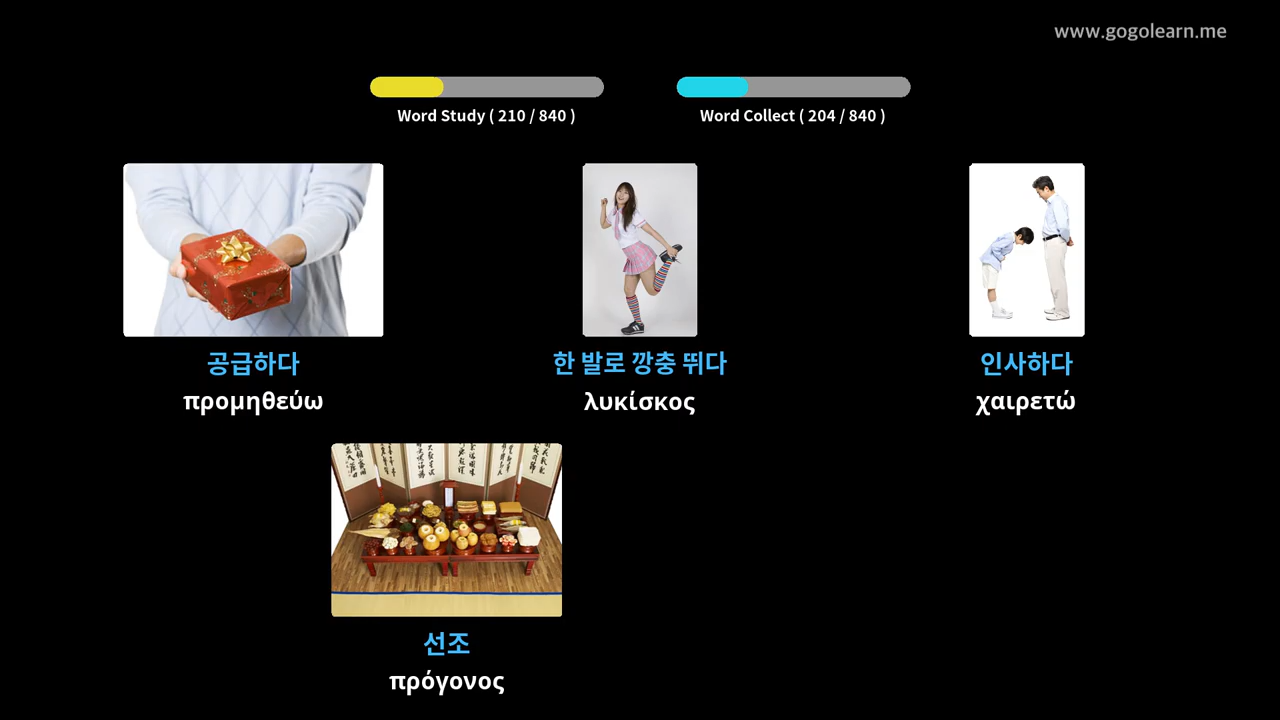 www.gogolearn.me
Word Study ( 210 / 840 )
Word Collect ( 204 / 840 )
공급하다
προμηθεύω
한 발로 깡충 뛰다
λυκίσκος
인사하다
χαιρετώ
선조
πρόγονος